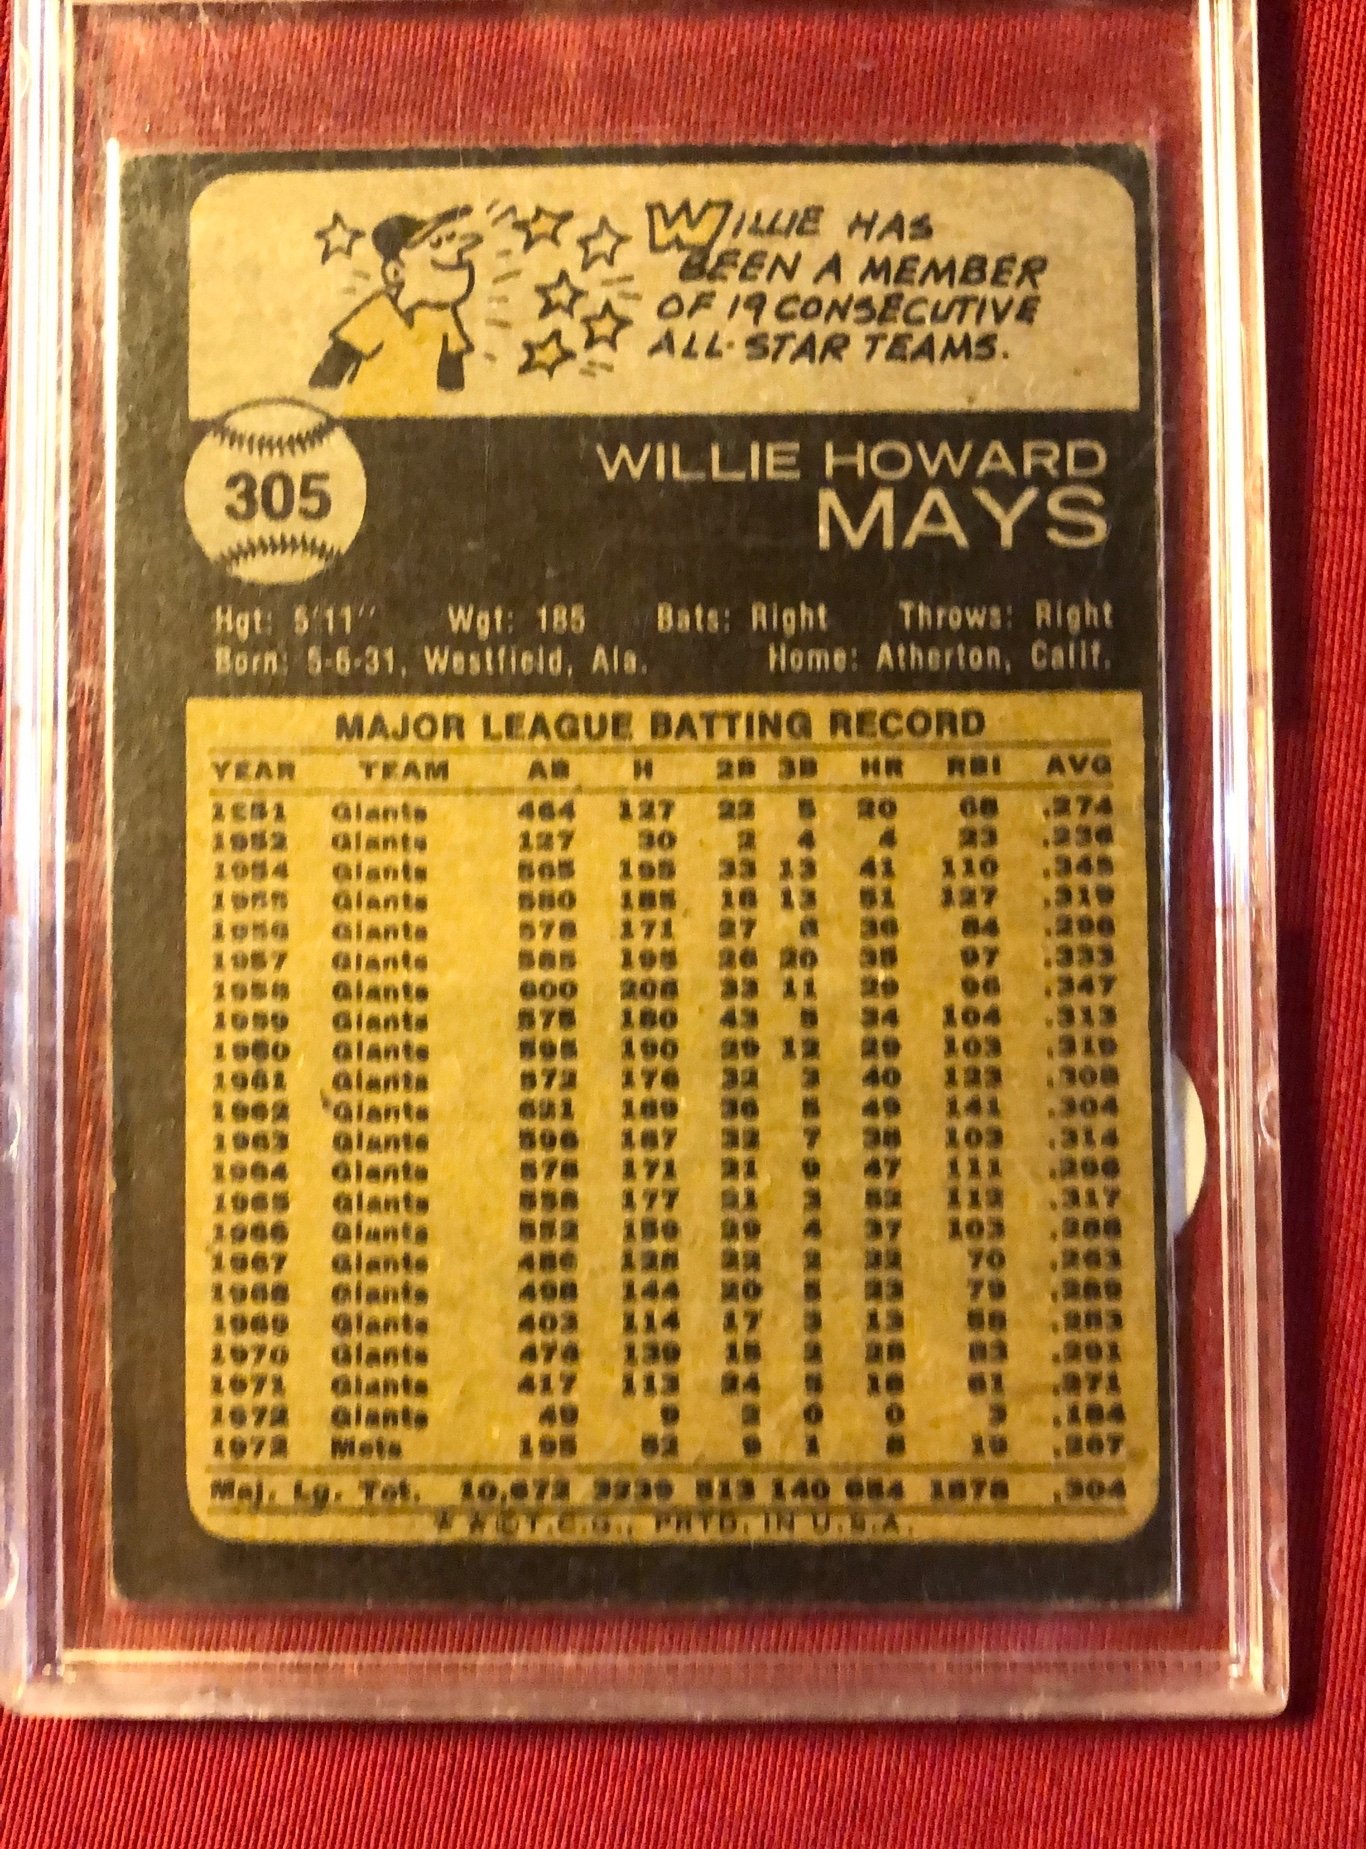 WILLIE HAS
BEEN A MEMBER
OF 19 CONSECUTIVE
ALL-STAR TEAMS.
305
WILLIE HOWARD
MAYS
Hgt: 5'11" Wgt: 185 Bats: Right Throws: Right
Born: 5-6-31, Westfield, Ala. Home: Atherton, Calif.
MAJOR LEAGUE BATTING RECORD
YEAR TEAM AB H 2B 3B HR RBI AVG
1951 Giants 464 127 22 5 20 68 .274
1952 Giants 127 30 2 4 4 23 .236
1954 Giants 565 195 33 13 41 110 .345
1955 Giants 580 185 18 13 51 127 .319
1956 Giants 578 171 27 8 36 84 .296
1957 Giants 585 195 26 20 35 97 .333
1958 Giants 600 208 33 11 29 96 .347
1959 Giants 575 180 43 5 34 104 .313
1960 Giants 595 190 29 12 29 103 .319
1961 Giants 572 176 32 3 40 123 .308
1962 Giants 621 189 36 5 49 141 .304
1963 Giants 596 187 32 7 38 103 .314
1964 Giants 578 171 21 9 47 111 .296
1965 Giants 558 177 21 3 52 112 .317
1966 Giants 552 159 29 4 37 103 .288
1967 Giants 486 128 22 2 22 70 .263
1968 Giants 498 144 20 5 23 79 .289
1969 Giants 403 114 17 3 13 58 .283
1970 Giants 478 139 15 2 28 83 .291
1971 Giants 417 113 24 5 18 61 .271
1972 Giants 49 9 2 0 0 3 .184
1972 Mets 195 52 9 1 8 19 .267
Maj. Lg. Tot. 10,672 3239 513 140 654 1878 .304
★ ★ © T.C.G., PRTD. IN U.S.A.